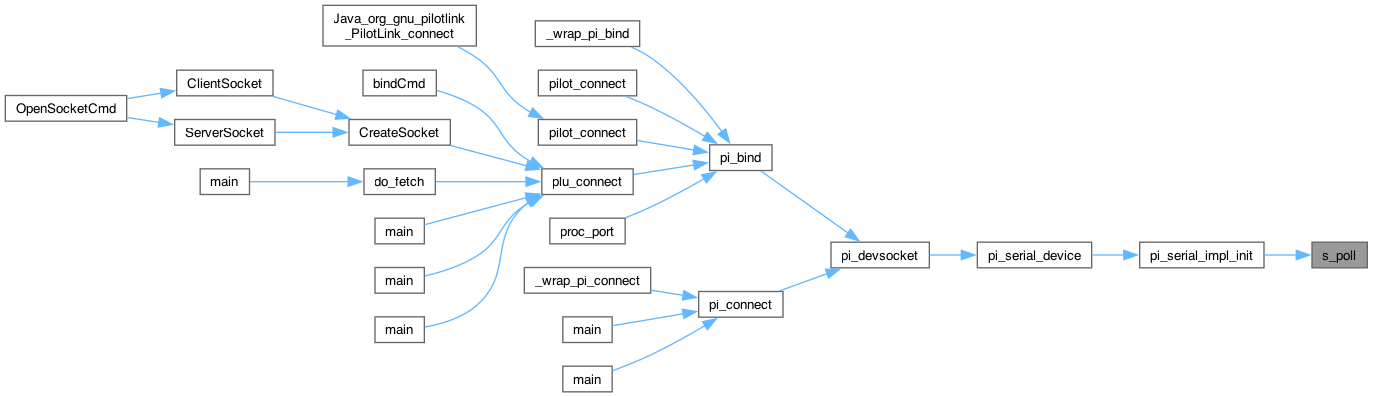 Java_org_gnu_pilotlink
_PilotLink_connect
_wrap_pi_bind
ClientSocket
bindCmd
pilot_connect
OpenSocketCmd
ServerSocket
CreateSocket
pilot_connect
pi_bind
main
do_fetch
plu_connect
main
proc_port
pi_devsocket
pi_serial_device
pi_serial_impl_init
s_poll
main
_wrap_pi_connect
pi_connect
main
main
main